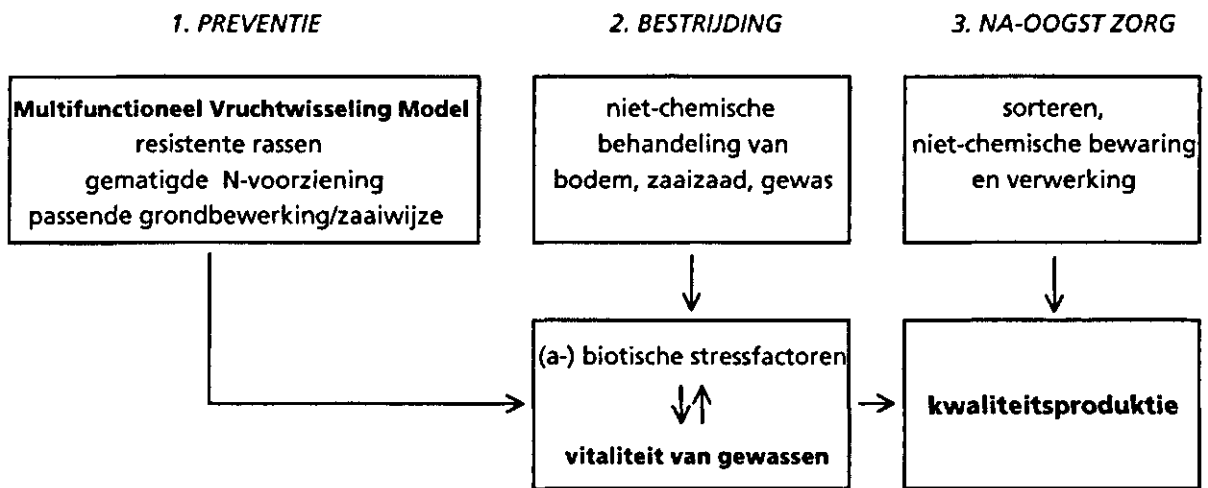 1. PREVENTIE
2. BESTRIJDING
3. NA-OOGST ZORG
Multifunctioneel Vruchtwisseling Model
resistente rassen
gematigde N-voorziening
passende grondbewerking/zaaiwijze
niet-chemische
behandeling van
bodem, zaaizaad, gewas
sorteren,
niet-chemische bewaring
en verwerking
(a-) biotische stressfactoren
vitaliteit van gewassen
kwaliteitsproduktie